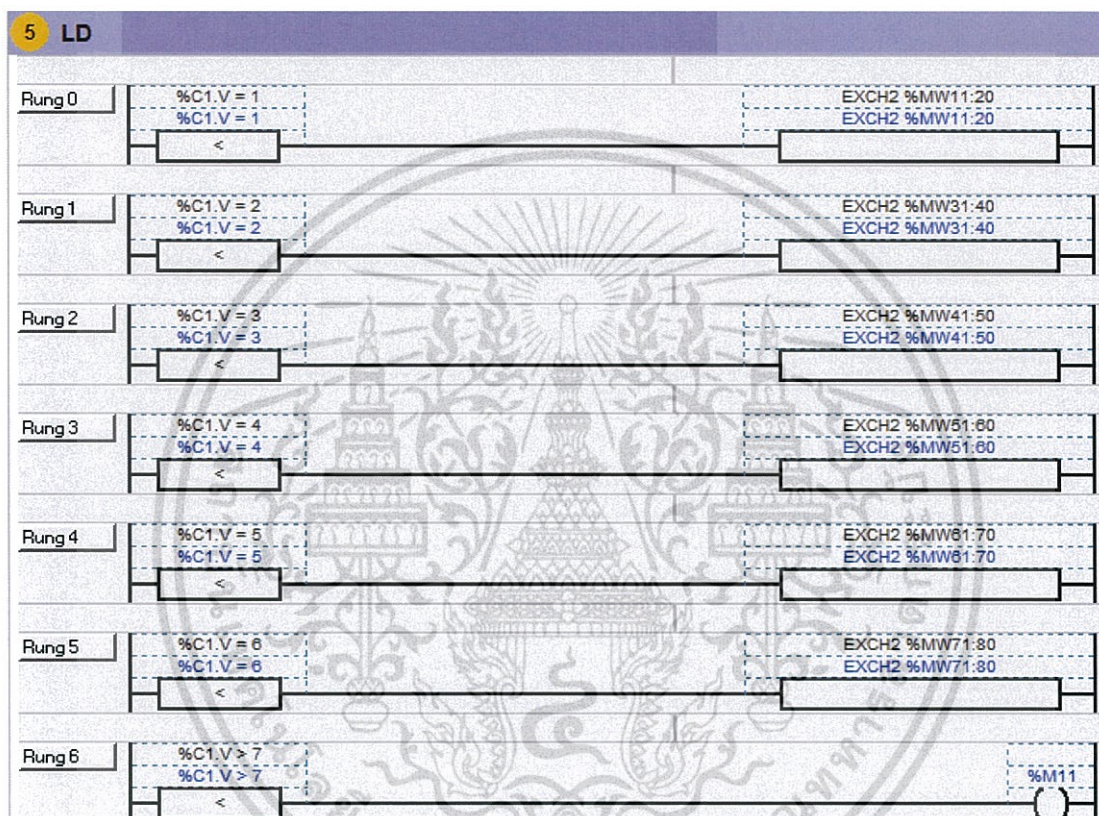 5 LD
Rung 0
%C1.V = 1
%C1.V = 1
<
EXCH2 %MW11:20
EXCH2 %MW11:20
Rung 1
%C1.V = 2
%C1.V = 2
<
EXCH2 %MW31:40
EXCH2 %MW31:40
Rung 2
%C1.V = 3
%C1.V = 3
<
EXCH2 %MW41:50
EXCH2 %MW41:50
Rung 3
%C1.V = 4
%C1.V = 4
<
EXCH2 %MW51:60
EXCH2 %MW51:60
Rung 4
%C1.V = 5
%C1.V = 5
<
EXCH2 %MW61:70
EXCH2 %MW61:70
Rung 5
%C1.V = 6
%C1.V = 6
<
EXCH2 %MW71:80
EXCH2 %MW71:80
Rung 6
%C1.V > 7
%C1.V > 7
<
%M11